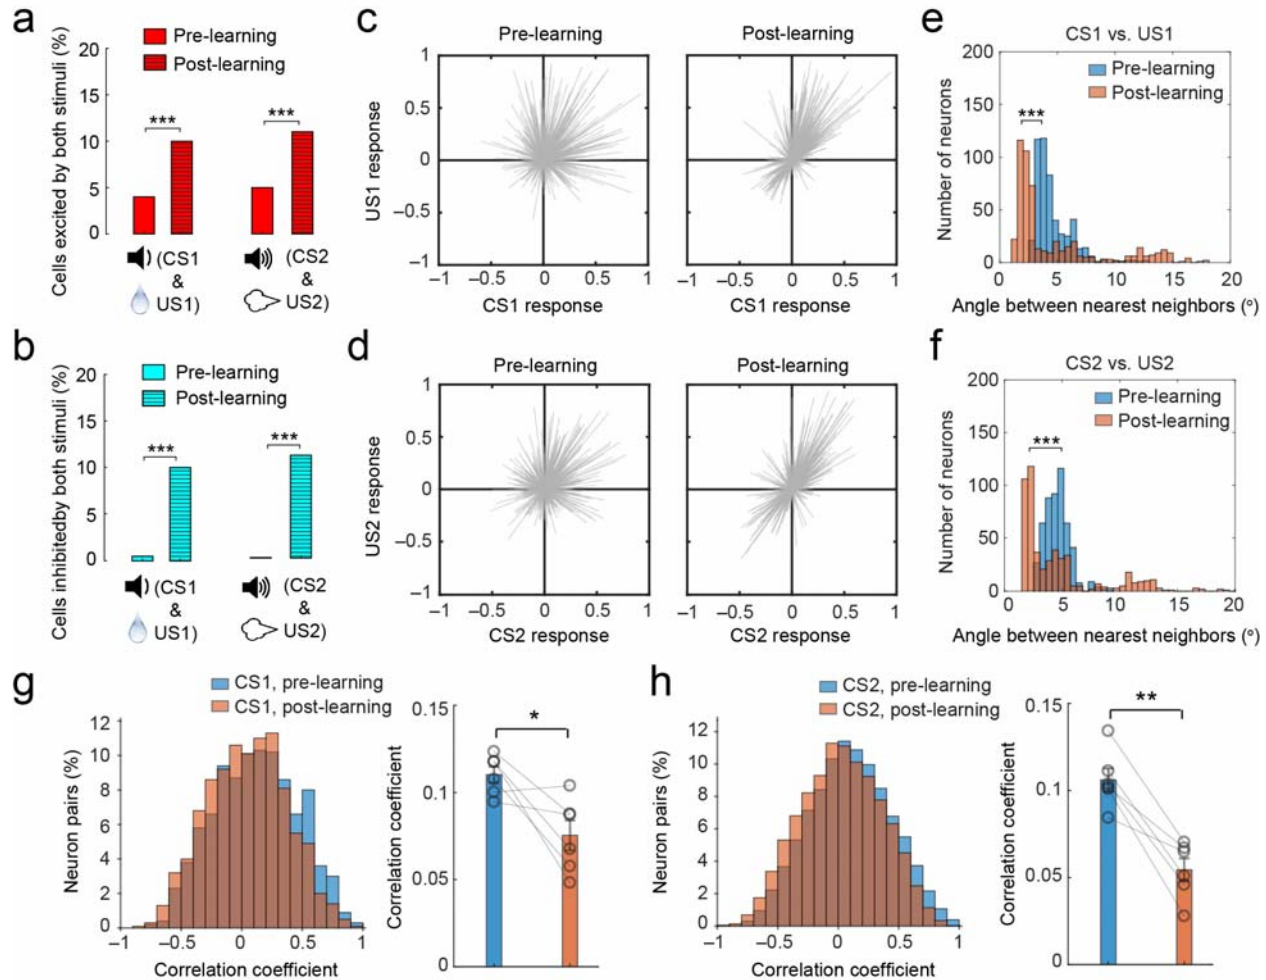 a
Pre-learning
Post-learning
Cells excited by both stimuli (%)
20
15
10
5
0
***
***
(CS1
&
US1)
(CS2
&
US2)
b
Pre-learning
Post-learning
Cells inhibitedby both stimuli (%)
20
15
10
5
0
***
***
(CS1
&
US1)
(CS2
&
US2)
c
Pre-learning
Post-learning
US1 response
1
0.5
0
−0.5
−1
−1
−0.5
0
0.5
1
CS1 response
−1
−0.5
0
0.5
1
CS1 response
d
Pre-learning
Post-learning
US2 response
1
0.5
0
−0.5
−1
−1
−0.5
0
0.5
1
CS2 response
−1
−0.5
0
0.5
1
CS2 response
e
CS1 vs. US1
Pre-learning
Post-learning
***
Number of neurons
200
150
100
50
0
0
5
10
15
20
Angle between nearest neighbors (°)
f
CS2 vs. US2
Pre-learning
Post-learning
***
Number of neurons
200
150
100
50
0
0
5
10
15
20
Angle between nearest neighbors (°)
g
CS1, pre-learning
CS1, post-learning
Neuron pairs (%)
12
10
8
6
4
2
0
−1
−0.5
0
0.5
1
Correlation coefficient
Correlation coefficient
0.15
0.1
0.05
0
*
h
CS2, pre-learning
CS2, post-learning
Neuron pairs (%)
12
10
8
6
4
2
0
−1
−0.5
0
0.5
1
Correlation coefficient
Correlation coefficient
0.15
0.1
0.05
0
**